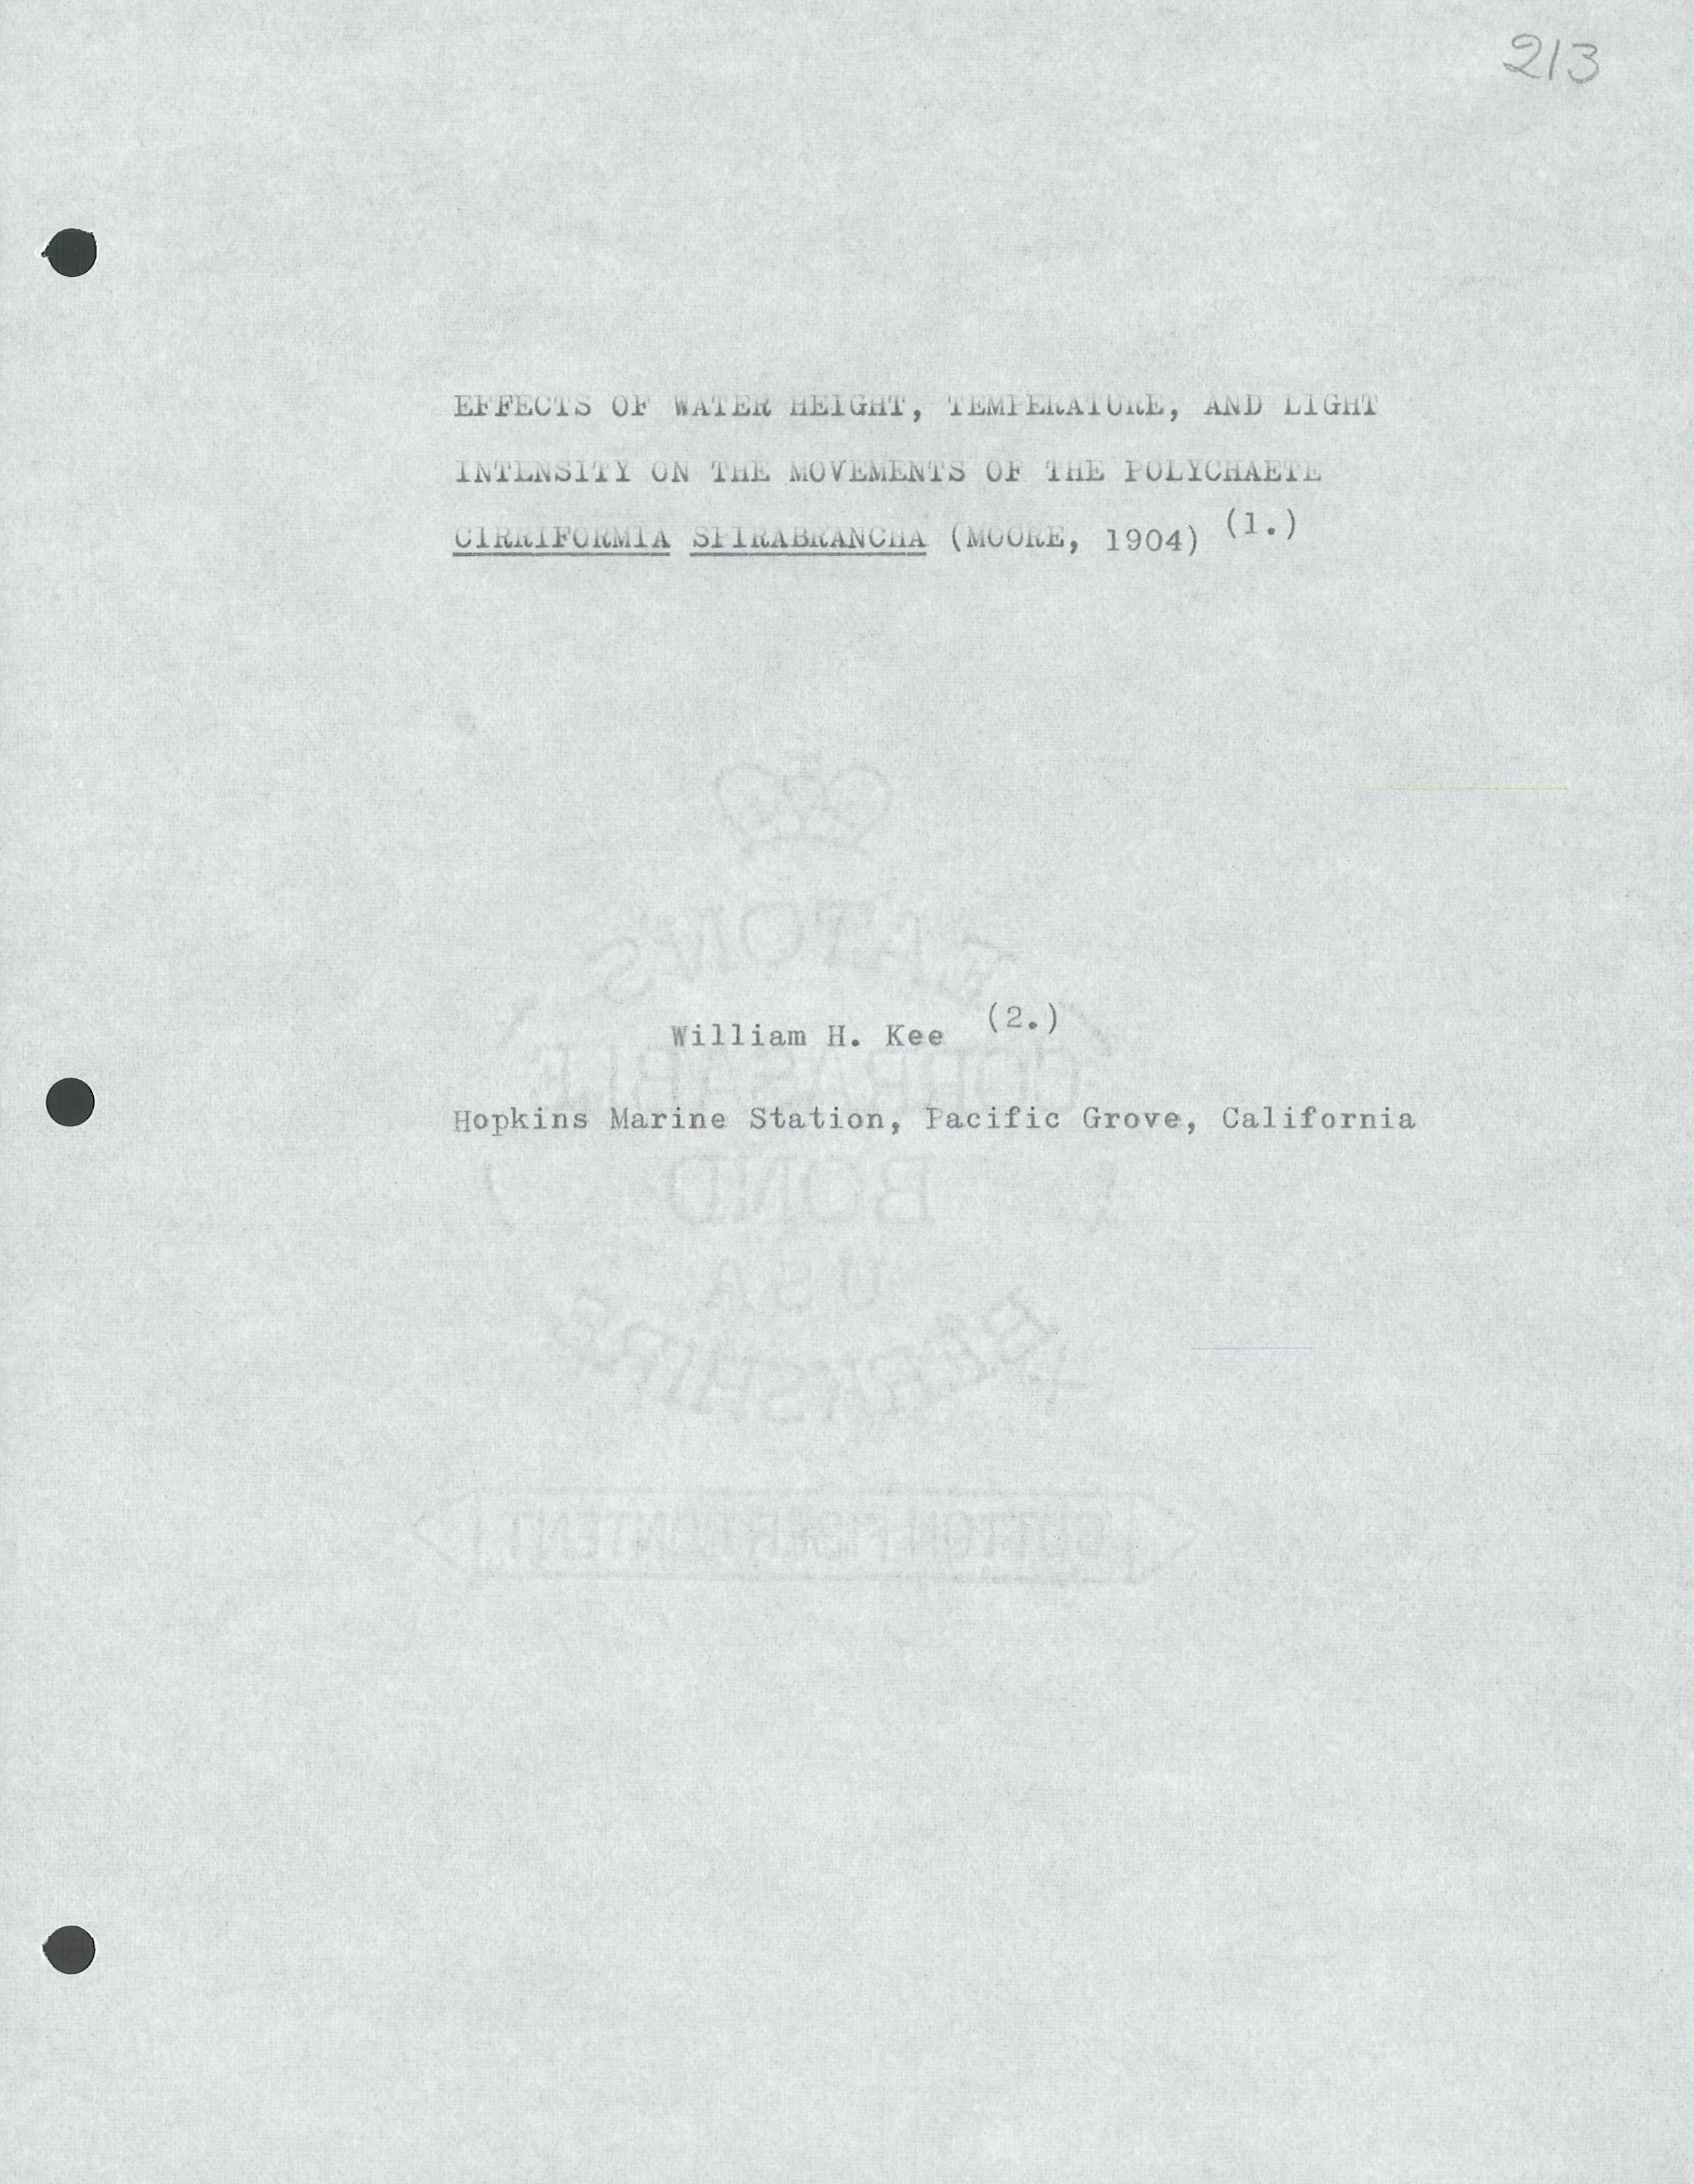 213
EFFECTS OF WATER HEIGHT, TEMPERATURE, AND LIGHT
INTENSITY ON THE MOVEMENTS OF THE POLYCHAETE
CIRRIFORMIA SPIRABRANCHA (MOORE, 1904) (1.)
EATON'S
William H. Kee (2.)
CORRASABLE
Hopkins Marine Station, Pacific Grove, California
BOND
USA
BERKSHIRE
COTTON FIBER CONTENT